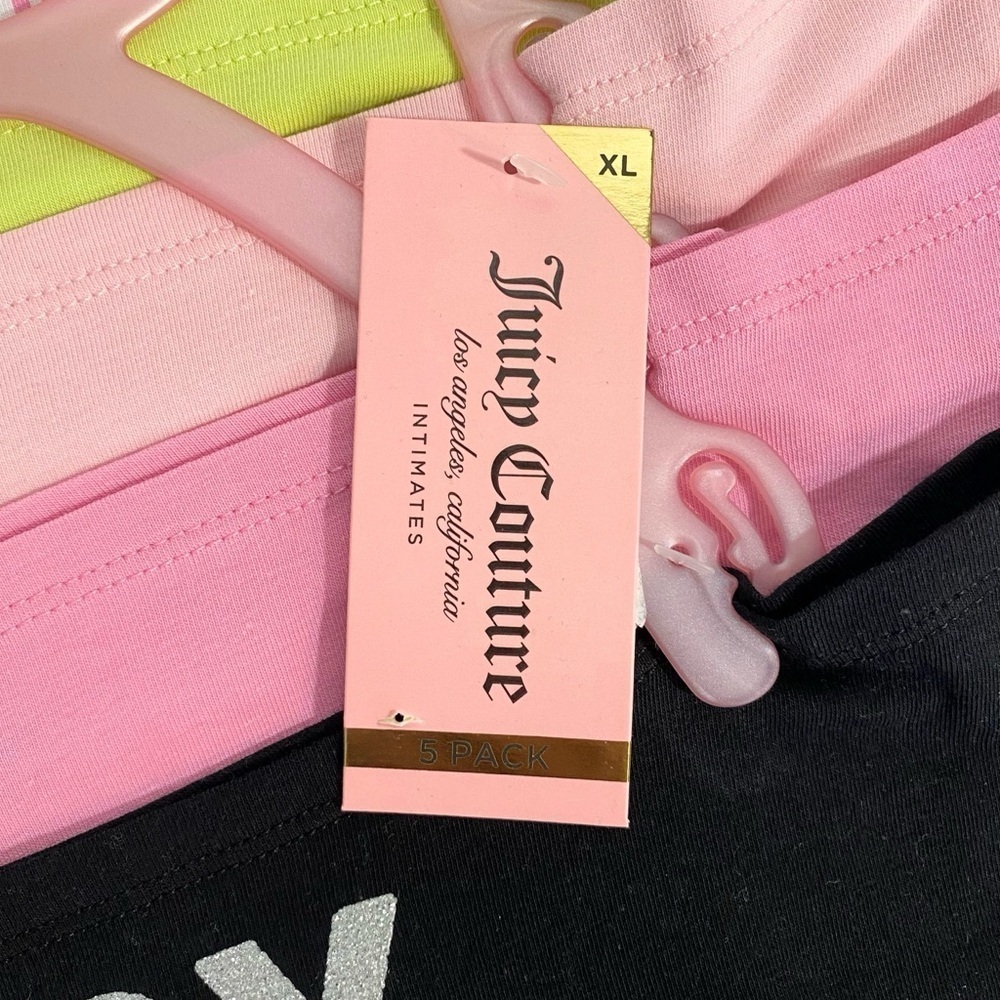 XL
Juicy Couture
los angeles, california
INTIMATES
5 PACK